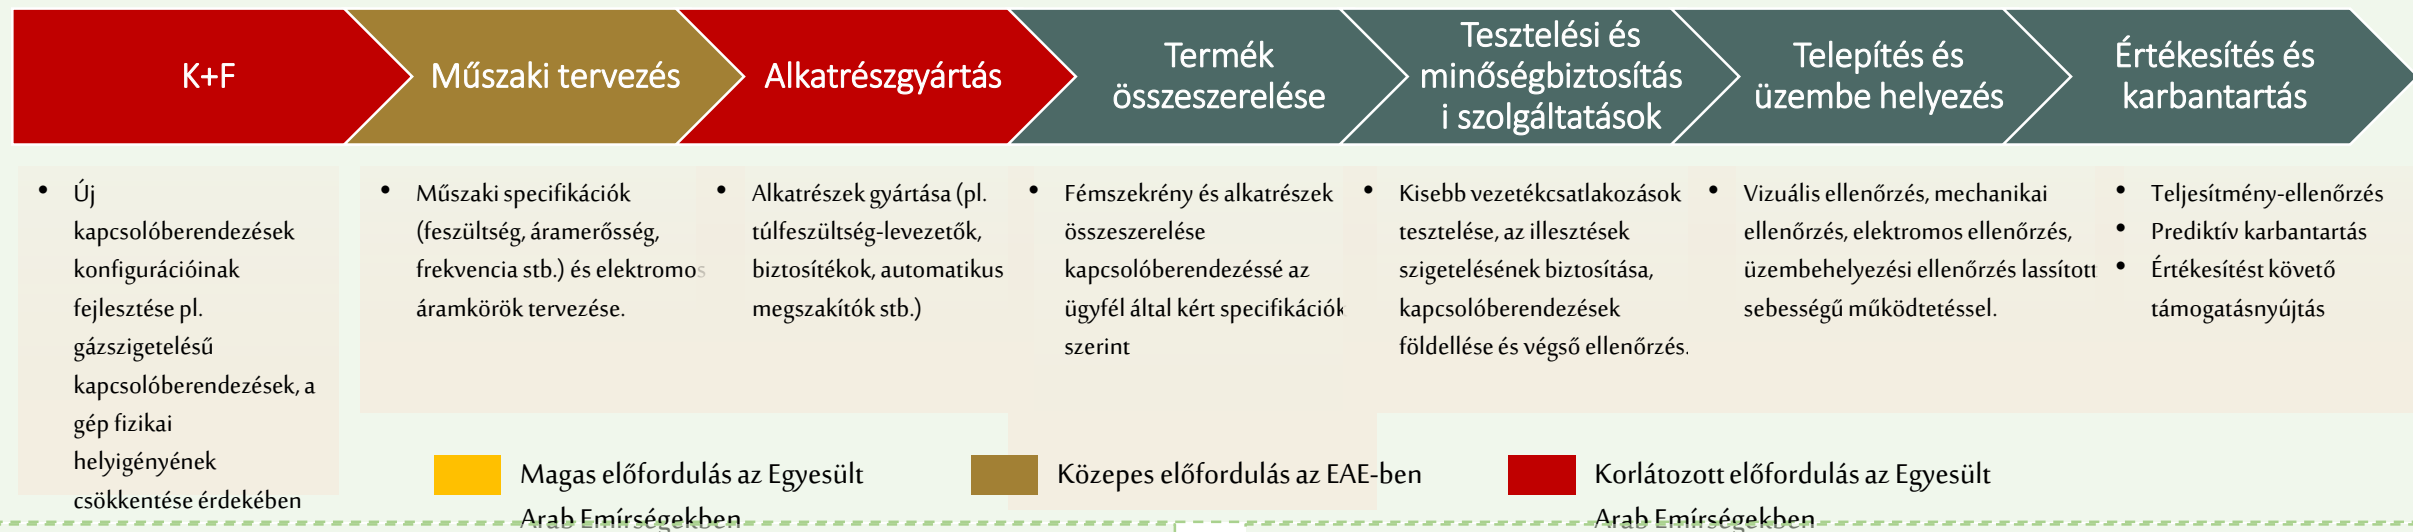 K+F
Műszaki tervezés
Alkatrészgyártás
Termék
összeszerelése
Tesztelési és
minőségbiztosítás
i szolgáltatások
Telepítés és
üzembe helyezés
Értékesítés és
karbantartás
• Új
kapcsolóberendezések
konfigurációinak
fejlesztése pl.
gázszigetelésű
kapcsolóberendezések, a
gép fizikai
helyigényének
csökkentése érdekében
• Műszaki specifikációk
(feszültség, áramerősség,
frekvencia stb.) és elektromos
áramkörök tervezése.
• Alkatrészek gyártása (pl.
túlfeszültség-levezetők,
biztosítékok, automatikus
megszakítók stb.)
• Fémszekrény és alkatrészek
összeszerelése
kapcsolóberendezéssé az
ügyfél által kért specifikációk
szerint
• Kisebb vezetékcsatlakozások
tesztelése, az illesztések
szigetelésének biztosítása,
kapcsolóberendezések
földellése és végső ellenőrzés.
• Vizuális ellenőrzés, mechanikai
ellenőrzés, elektromos ellenőrzés,
üzembehelyezési ellenőrzés lassított
sebességű működtetéssel.
• Teljesítmény-ellenőrzés
• Prediktív karbantartás
• Értékesítést követő
támogatásnyújtás
Magas előfordulás az Egyesült
Arab Emírségekben
Közepes előfordulás az EAE-ben
Korlátozott előfordulás az Egyesült
Arab Emírségekben